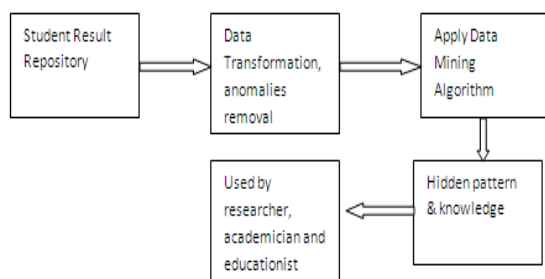 Student Result
Repository
Data
Transformation,
anomalies
removal
Apply Data
Mining
Algorithm
Hidden pattern
& knowledge
Used by
researcher,
academician and
educationist